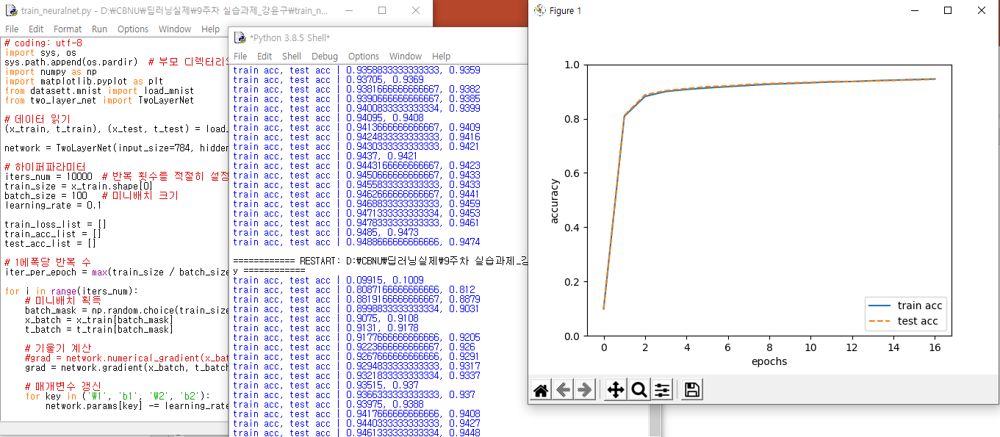 train_neuralnet.py - D:\CBNU\딥러닝실제\9주차 실습과제_강윤구\train_n...
File Edit Format Run Options Window Help
# coding: utf-8
import sys, os
sys.path.append(os.pardir) # 부모 디렉터리
import numpy as np
import matplotlib.pyplot as plt
from datasett.mnist import load_mnist
from two_layer_net import TwoLayerNet
# 데이터 읽기
(x_train, t_train), (x_test, t_test) = load_
network = TwoLayerNet(input_size=784, hidden
# 하이퍼파라미터
iters_num = 10000 # 반복 횟수를 적절히 설정
train_size = x_train.shape[0]
batch_size = 100 # 미니배치 크기
learning_rate = 0.1
train_loss_list = []
train_acc_list = []
test_acc_list = []
# 1에폭당 반복 수
iter_per_epoch = max(train_size / batch_size
for i in range(iters_num):
# 미니배치 획득
batch_mask = np.random.choice(train_size
x_batch = x_train[batch_mask]
t_batch = t_train[batch_mask]
# 기울기 계산
#grad = network.numerical_gradient(x_bat
grad = network.gradient(x_batch, t_batch
# 매개변수 갱신
for key in ('W1', 'b1', 'W2', 'b2'):
network.params[key] -= learning_rate
*Python 3.8.5 Shell*
File Edit Shell Debug Options Window Help
train acc, test acc | 0.9358833333333333, 0.9359
train acc, test acc | 0.93705, 0.9369
train acc, test acc | 0.9381666666666667, 0.9382
train acc, test acc | 0.9390666666666667, 0.9385
train acc, test acc | 0.9400833333333334, 0.9399
train acc, test acc | 0.94095, 0.9408
train acc, test acc | 0.9413666666666667, 0.9409
train acc, test acc | 0.9424833333333333, 0.9416
train acc, test acc | 0.9430333333333333, 0.9421
train acc, test acc | 0.9437, 0.9421
train acc, test acc | 0.9443166666666667, 0.9423
train acc, test acc | 0.9450666666666667, 0.9433
train acc, test acc | 0.9455833333333333, 0.9433
train acc, test acc | 0.9462666666666667, 0.9441
train acc, test acc | 0.9468833333333333, 0.9459
train acc, test acc | 0.9471333333333334, 0.9453
train acc, test acc | 0.9478333333333333, 0.9461
train acc, test acc | 0.9485, 0.9473
train acc, test acc | 0.9488666666666666, 0.9474
============ RESTART: D:\CBNU\딥러닝실제\9주차 실습과제_강
y ============
train acc, test acc | 0.09915, 0.1009
train acc, test acc | 0.8087166666666666, 0.812
train acc, test acc | 0.8819166666666667, 0.8879
train acc, test acc | 0.8998833333333334, 0.9031
train acc, test acc | 0.9075, 0.9108
train acc, test acc | 0.9131, 0.9178
train acc, test acc | 0.9177666666666666, 0.9205
train acc, test acc | 0.9223666666666667, 0.926
train acc, test acc | 0.9267666666666666, 0.9291
train acc, test acc | 0.9294833333333333, 0.9317
train acc, test acc | 0.9321833333333334, 0.9337
train acc, test acc | 0.93515, 0.937
train acc, test acc | 0.9366333333333333, 0.937
train acc, test acc | 0.93975, 0.9388
train acc, test acc | 0.9417666666666666, 0.9408
train acc, test acc | 0.9440333333333333, 0.9427
train acc, test acc | 0.9461333333333334, 0.9448
Figure 1
1.0
0.8
0.6
0.4
0.2
0.0
accuracy
train acc
test acc
0 2 4 6 8 10 12 14 16
epochs